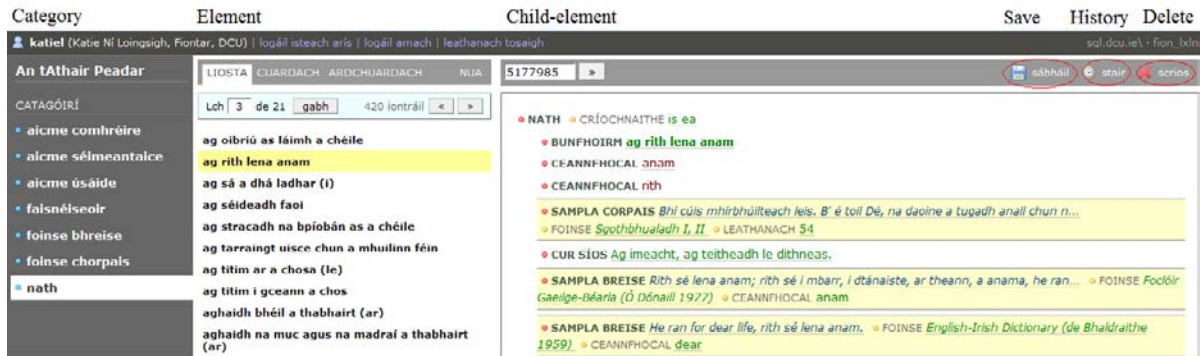 Category Element Child-element Save History Delete
katiel (Katie Ní Loingsigh, Fiontar, DCU) | logáil isteach arís | logáil amach | leathanach tosaigh sql.dcu.ie\ · fion_lxln
An tAthair Peadar
CATAGÓIRÍ
aicme comhréire
aicme séimeantaice
aicme úsáide
faisnéiseoir
foinse bhreise
foinse chorpais
nath
LIOSTA CUARDACH ARDCHUARDACH NUA
Lch 3 de 21 gabh 420 iontráil « »
ag oibriú as láimh a chéile
ag rith lena anam
ag sá a dhá ladhar (i)
ag séideadh faoi
ag stracadh na bpíobán as a chéile
ag tarraingt uisce chun a mhuilinn féin
ag titim ar a chosa (le)
ag titim i gceann a chos
aghaidh bhéil a thabhairt (ar)
aghaidh na muc agus na madraí a thabhairt
(ar)
5177985 » sábháil stair scrios
NATH CRÍOCHNAITHE is ea
BUNFHOIRM ag rith lena anam
CEANNFHOCAL anam
CEANNFHOCAL rith
SAMPLA CORPAIS Bhí cúis mhírbhúilteach leis. B' é toil Dé, na daoine a tugadh anall chun n...
FOINSE Sgothbhualadh I, II LEATHANACH 54
CUR SÍOS Ag imeacht, ag teitheadh le dithneas.
SAMPLA BREISE Rith sé lena anam; rith sé i mbarr, i dtánaiste, ar theann, a anama, he ran... FOINSE Foclóir
Gaeilge-Béarla (Ó Dónaill 1977) CEANNFHOCAL anam
SAMPLA BREISE He ran for dear life, rith sé lena anam. FOINSE English-Irish Dictionary (de Bhaldraithe
1959) CEANNFHOCAL dear